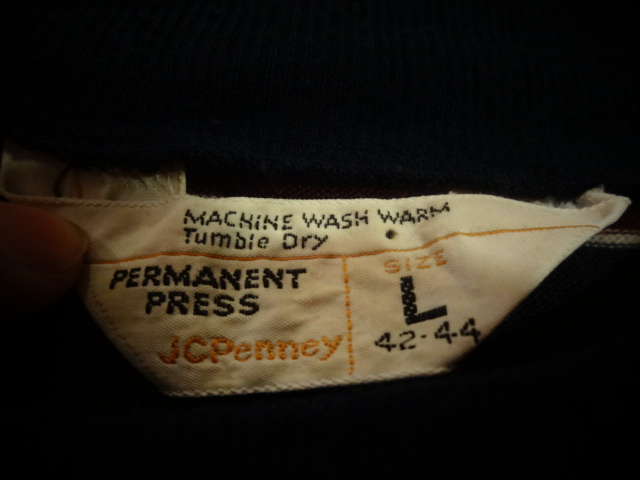 MACHINE WASH WARM
Tumble Dry
PERMANENT
PRESS
JCPenney
SIZE
L
42-44